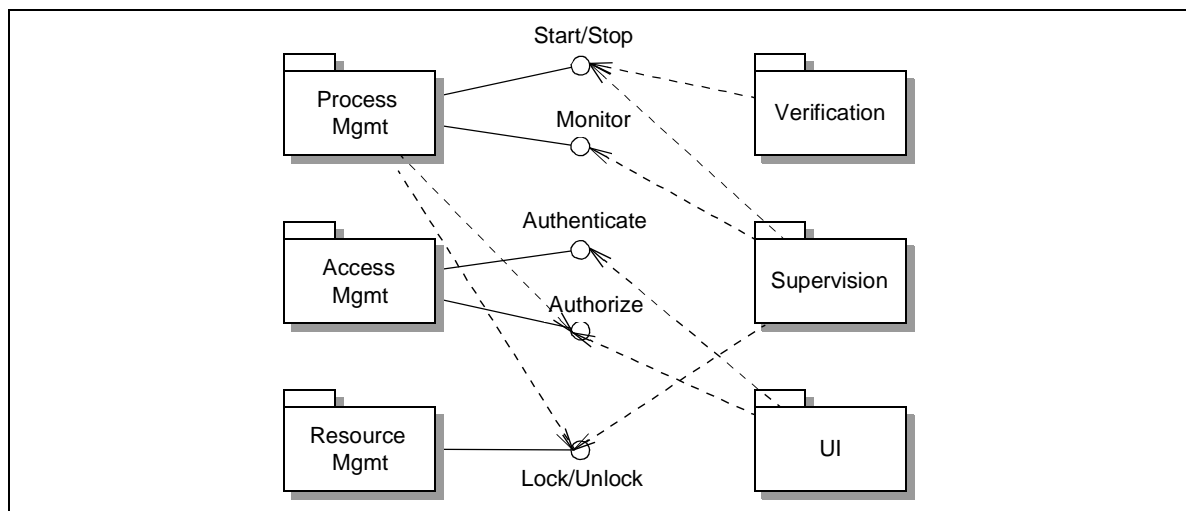 Start/Stop
Process
Mgmt
Verification
Monitor
Authenticate
Access
Mgmt
Supervision
Authorize
Resource
Mgmt
UI
Lock/Unlock